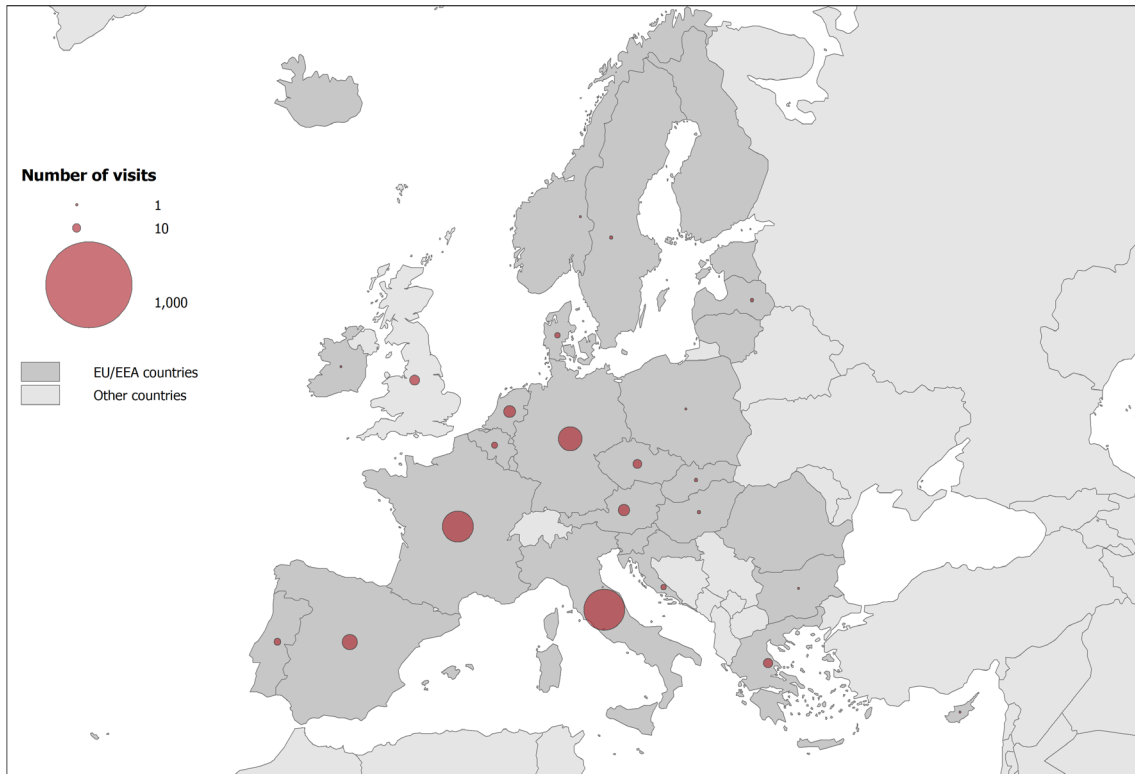 Number of visits
1
10
1,000
EU/EEA countries
Other countries